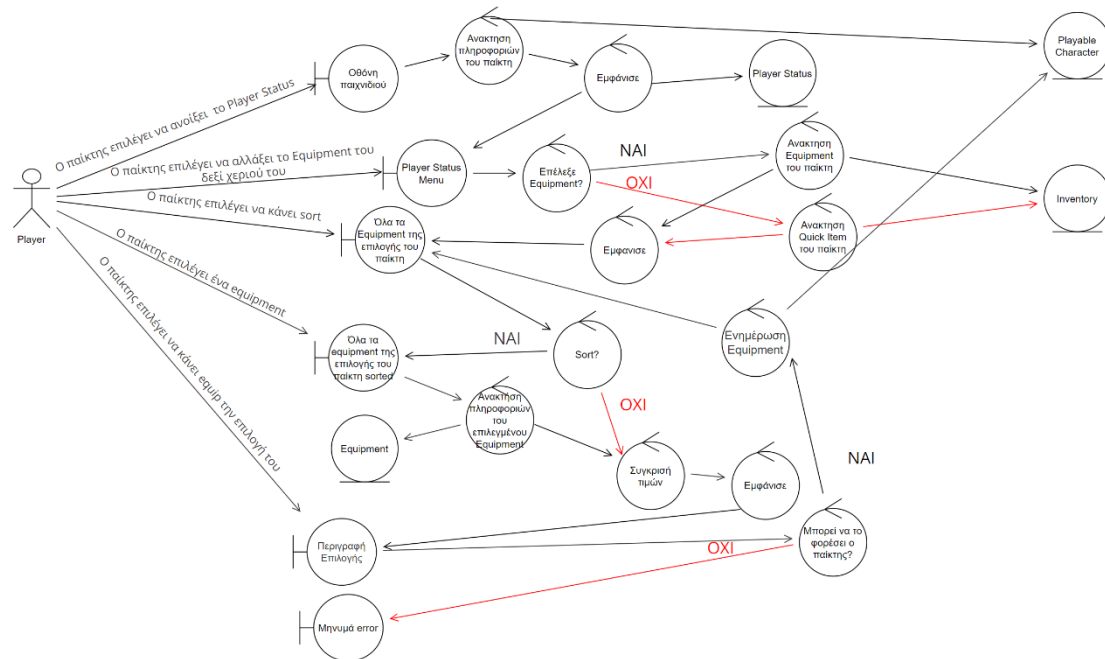 Ανακτηση
πληροφοριών
του παίκτη
Playable
Character
Οθόνη
παιχνιδιού
Εμφάνισε
Player Status
Ο παίκτης επιλέγει να ανοίξει το Player Status
Ο παίκτης επιλέγει να αλλάξει το Equipment του
δεξί χεριού του
Player Status
Menu
Επέλεξε
Equipment?
ΝΑΙ
ΟΧΙ
Ανακτηση
Equipment
του παίκτη
Ο παίκτης επιλέγει να κάνει sort
Player
Όλα τα
Equipment της
επιλογής του
παίκτη
Εμφανισε
Ανακτηση
Quick Item
του παίκτη
Inventory
Ο παίκτης επιλέγει ένα equipment
Ο παίκτης επιλέγει να κάνει equip την επιλογή του
Όλα τα
equipment της
επιλογής του
παίκτη sorted
ΝΑΙ
Sort?
Ενημέρωση
Equipment
ΟΧΙ
Ανακτηση
πληροφοριών
του
επιλεγμένου
Equipment
Equipment
Συγκρισή
τιμών
Εμφάνισε
ΝΑΙ
Περιγραφή
Επιλογής
ΟΧΙ
Μπορεί να το
φορέσει ο
παίκτης?
Μηνυμά error